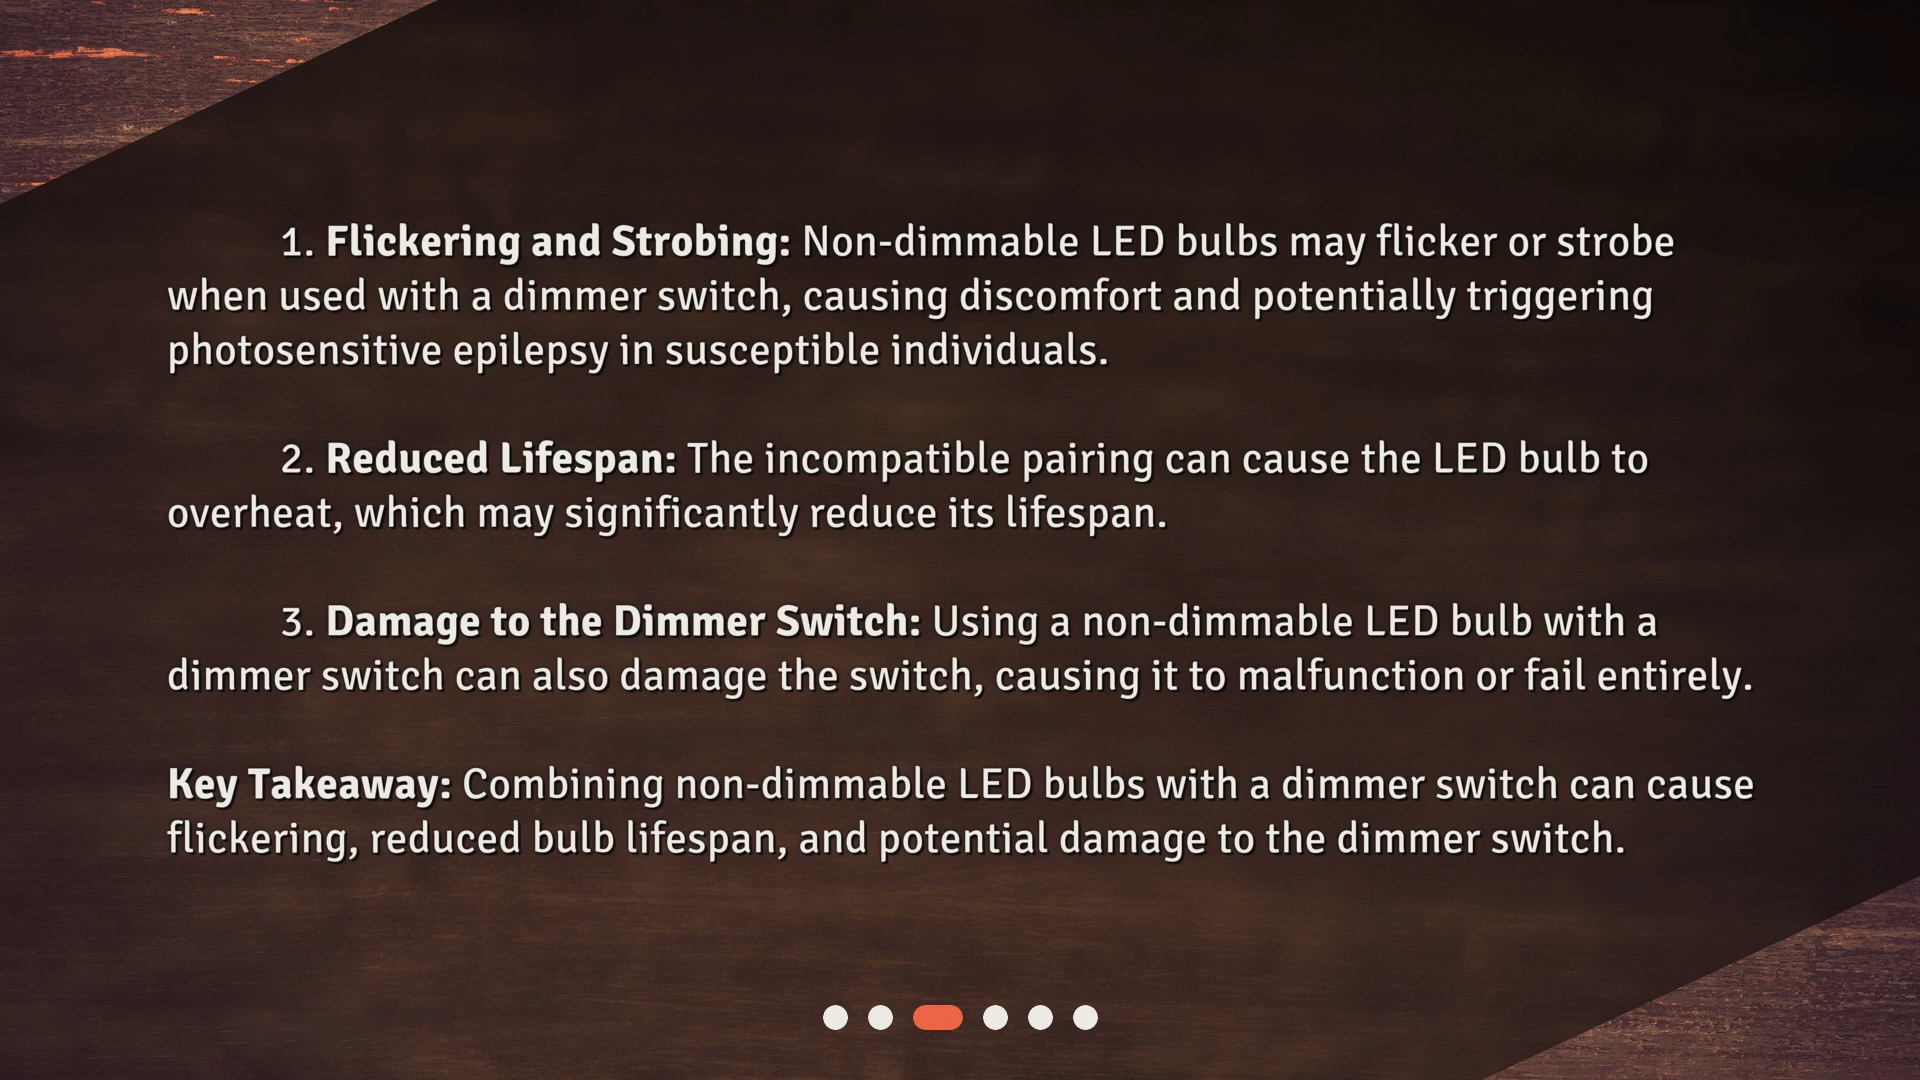 1. Flickering and Strobing: Non-dimmable LED bulbs may flicker or strobe
when used with a dimmer switch, causing discomfort and potentially triggering
photosensitive epilepsy in susceptible individuals.
2. Reduced Lifespan: The incompatible pairing can cause the LED bulb to
overheat, which may significantly reduce its lifespan.
3. Damage to the Dimmer Switch: Using a non-dimmable LED bulb with a
dimmer switch can also damage the switch, causing it to malfunction or fail entirely.
Key Takeaway: Combining non-dimmable LED bulbs with a dimmer switch can cause
flickering, reduced bulb lifespan, and potential damage to the dimmer switch.